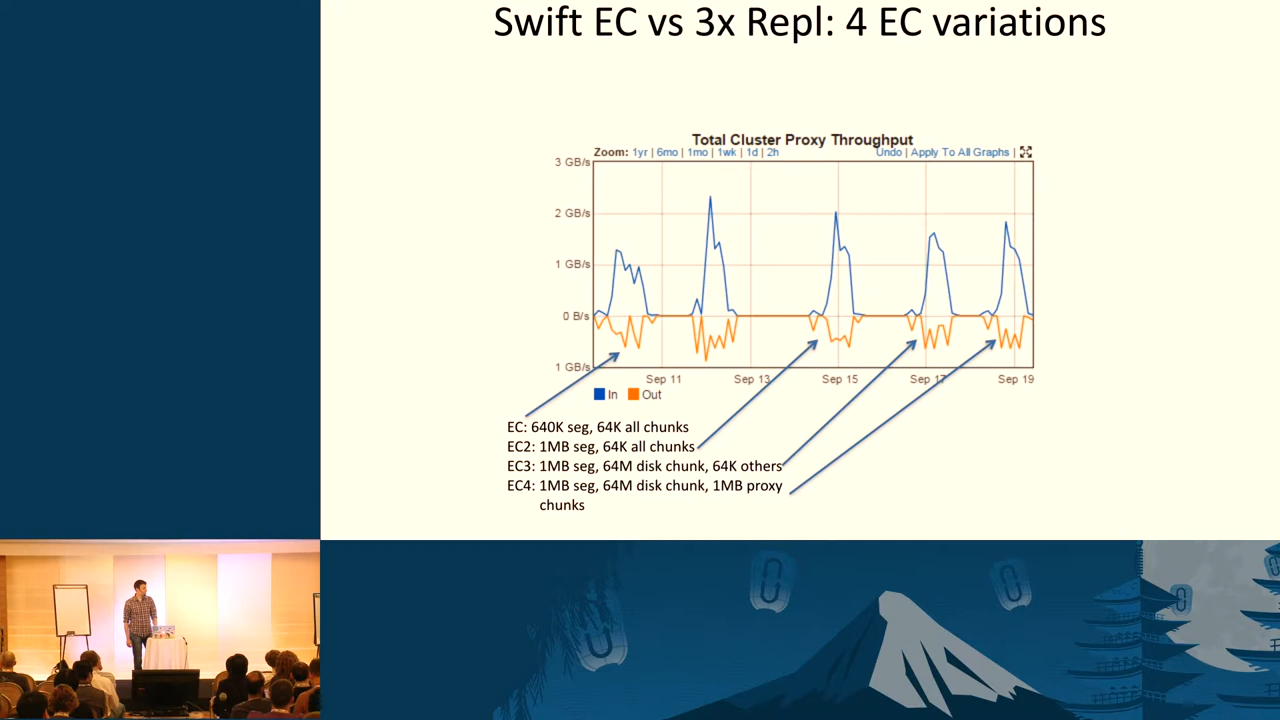 Swift EC vs 3x Repl: 4 EC variations
Total Cluster Proxy Throughput
Zoom: 1yr | 6mo | 1mo | 1wk | 1d | 2h
Undo | Apply To All Graphs |
3 GB/s
2 GB/s
1 GB/s
0 B/s
1 GB/s
Sep 11 Sep 13 Sep 15 Sep 17 Sep 19
In Out
EC: 640K seg, 64K all chunks
EC2: 1MB seg, 64K all chunks
EC3: 1MB seg, 64M disk chunk, 64K others
EC4: 1MB seg, 64M disk chunk, 1MB proxy
chunks